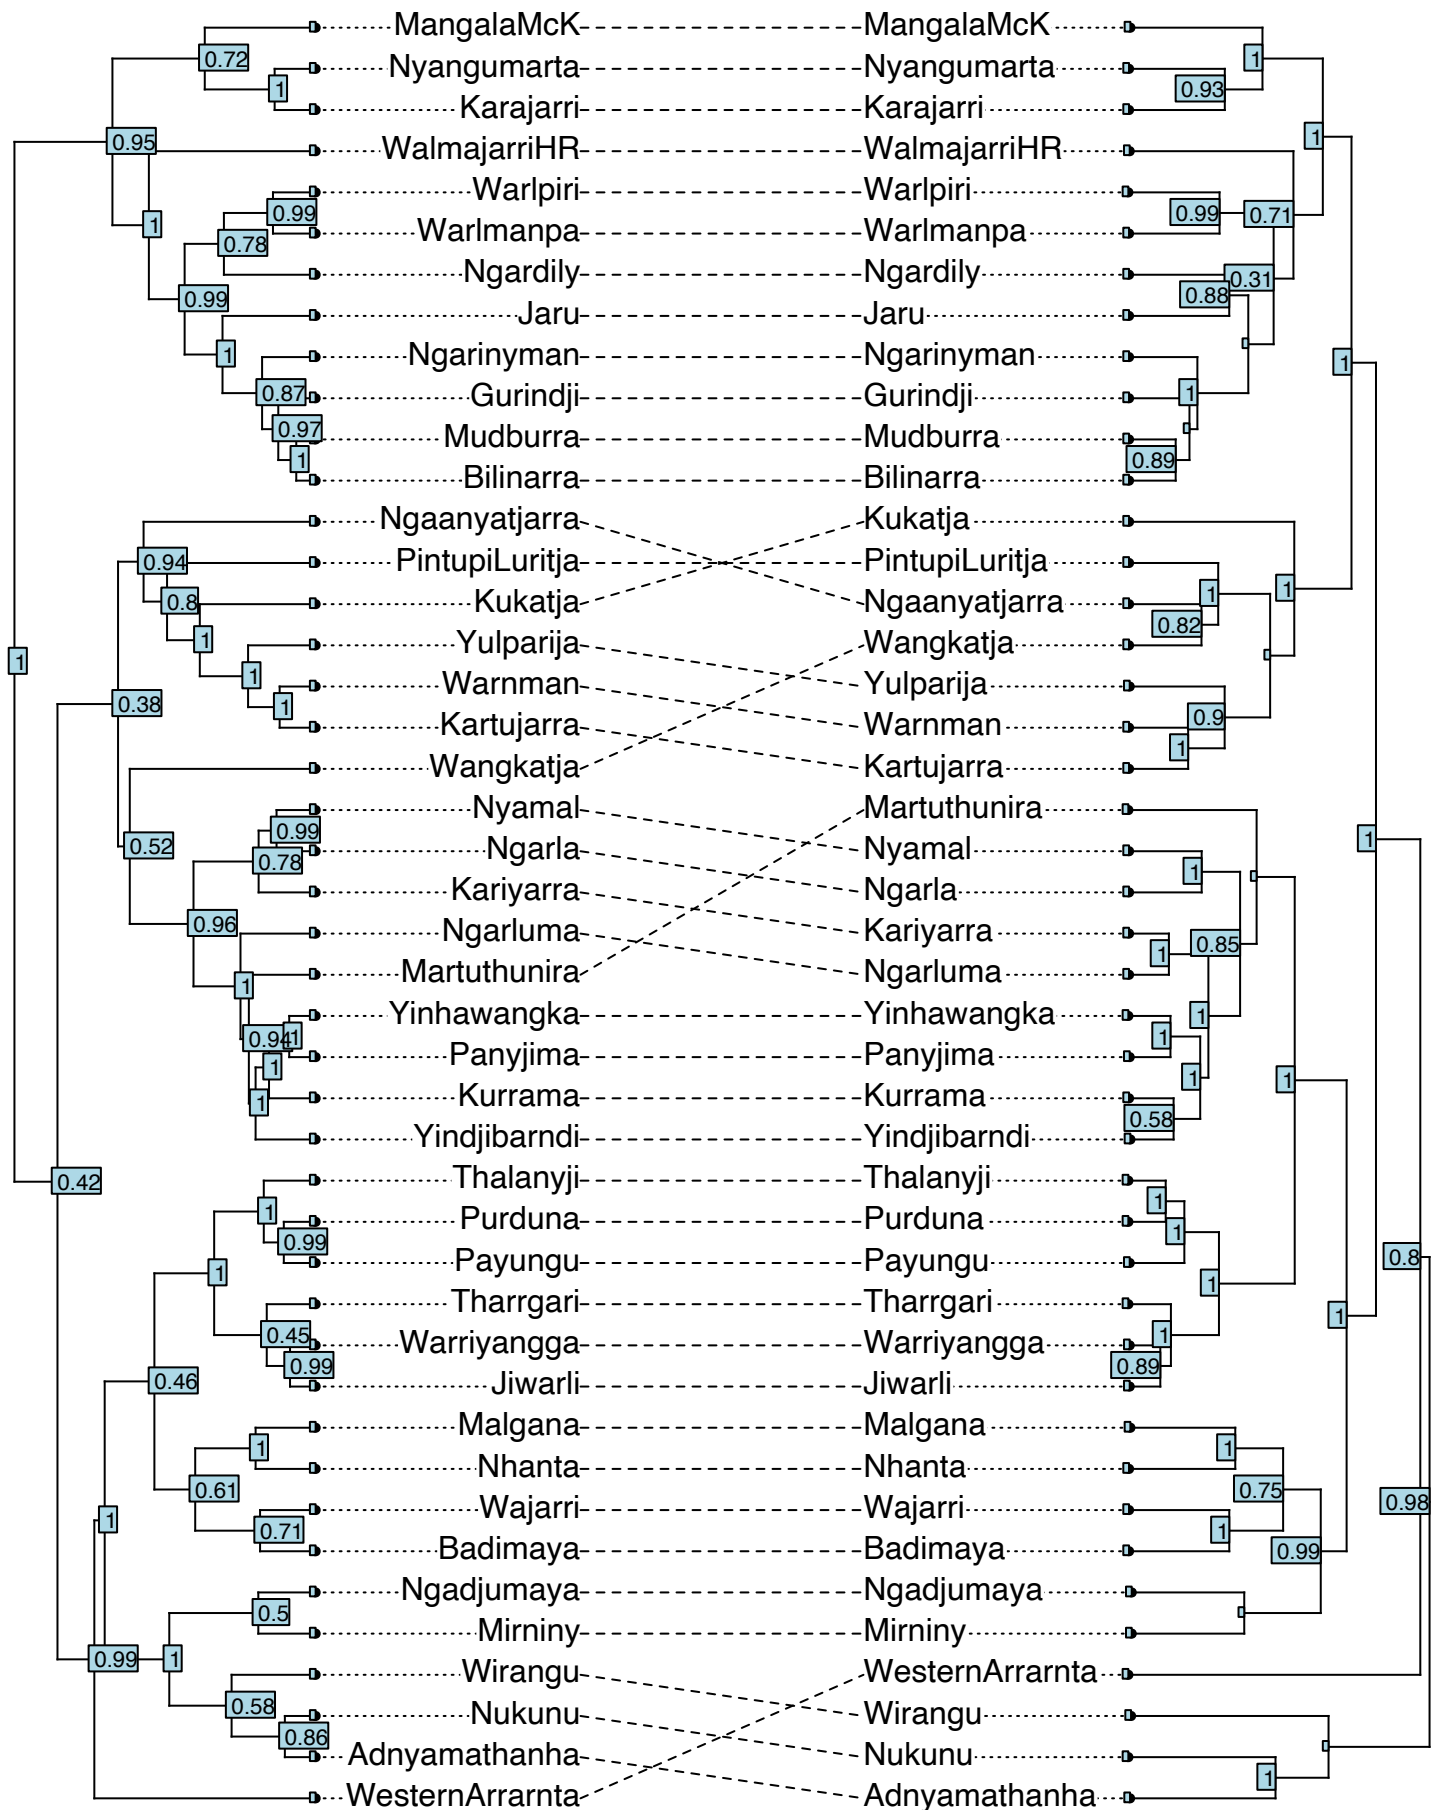 MangalaMcK MangalaMcK
0.72 1
Nyangumarta Nyangumarta
1 0.93
Karajarri Karajarri
0.95 1
WalmajarriHR WalmajarriHR
Warlpiri Warlpiri
0.99 0.99 0.71
1
Warlmanpa Warlmanpa
0.78
Ngardily Ngardily
0.31
0.99 0.88
Jaru Jaru
1 1
Ngarinyman Ngarinyman
0.87 1
Gurindji Gurindji
0.97
Mudburra Mudburra
1 0.89
Bilinarra Bilinarra
Ngaanyatjarra Kukatja
0.94
PintupiLuritja PintupiLuritja
1 1
0.8
Kukatja Ngaanyatjarra
0.82
1
Yulparija Wangkatja
1
1
Warnman Yulparija
0.38 1 0.9
Kartujarra Warnman
1
Wangkatja Kartujarra
Nyamal Martuthunira
0.99 1
0.52
Ngarla Nyamal
0.78 1
Kariyarra Ngarla
0.96
Ngarluma Kariyarra
0.85
1
Martuthunira Ngarluma
1
Yinhawangka Yinhawangka
1
0.94 1 1
Panyjima Panyjima
1 1 1
Kurrama Kurrama
1 0.58
Yindjibarndi Yindjibarndi
Thalanyji Thalanyji
0.42
1 1
Purduna Purduna
0.99 1
0.8
Payungu Payungu
1 1
Tharrgari Tharrgari
1
0.45 1
Warriyangga Warriyangga
0.99 0.89
0.46
Jiwarli Jiwarli
Malgana Malgana
1 1
Nhanta Nhanta
0.61 0.75
0.98
Wajarri Wajarri
1
0.71 1
Badimaya Badimaya
0.99
Ngadjumaya Ngadjumaya
0.5
Mirniny Mirniny
0.99 1
Wirangu WesternArrarnta
0.58
Nukunu Wirangu
0.86
Adnyamathanha Nukunu
1
WesternArrarnta Adnyamathanha